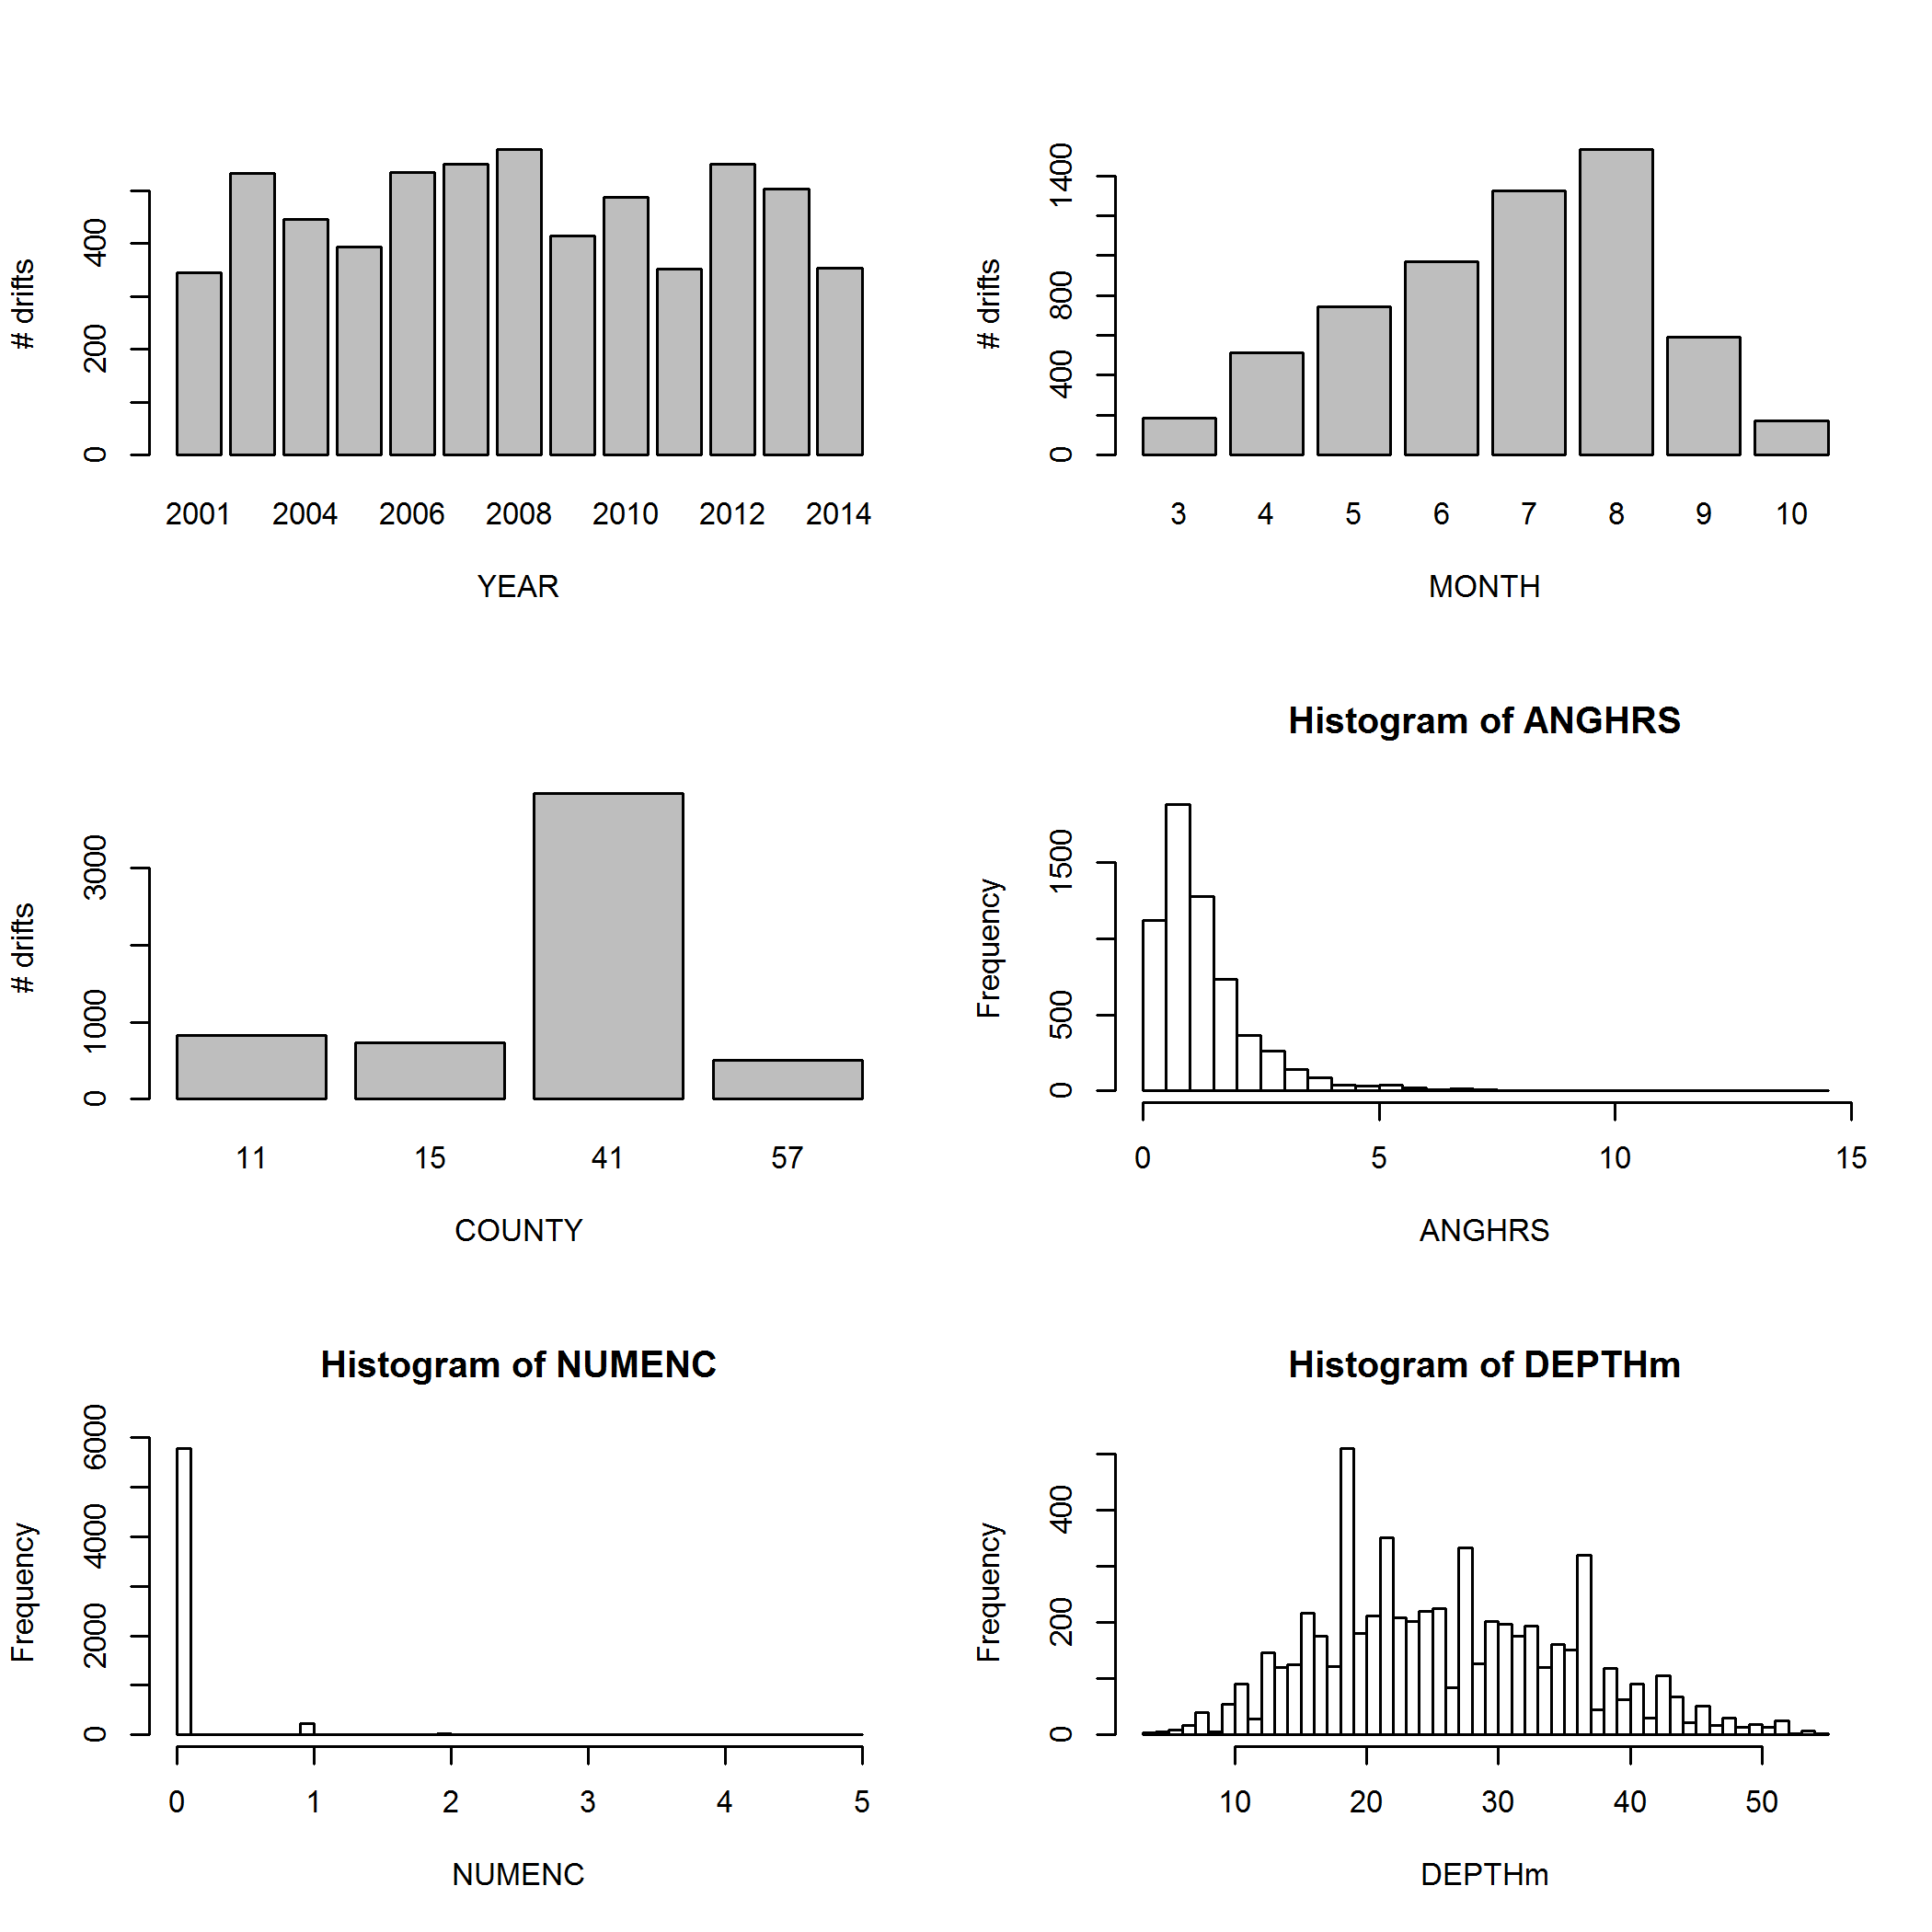 # drifts
0 200 400
2001 2004 2006 2008 2010 2012 2014
YEAR
# drifts
0 400 800 1400
3 4 5 6 7 8 9 10
MONTH
# drifts
0 1000 3000
11 15 41 57
COUNTY
Histogram of ANGHRS
Frequency
0 500 1500
0 5 10 15
ANGHRS
Histogram of NUMENC
Frequency
0 2000 4000 6000
0 1 2 3 4 5
NUMENC
Histogram of DEPTHm
Frequency
0 200 400
10 20 30 40 50
DEPTHm